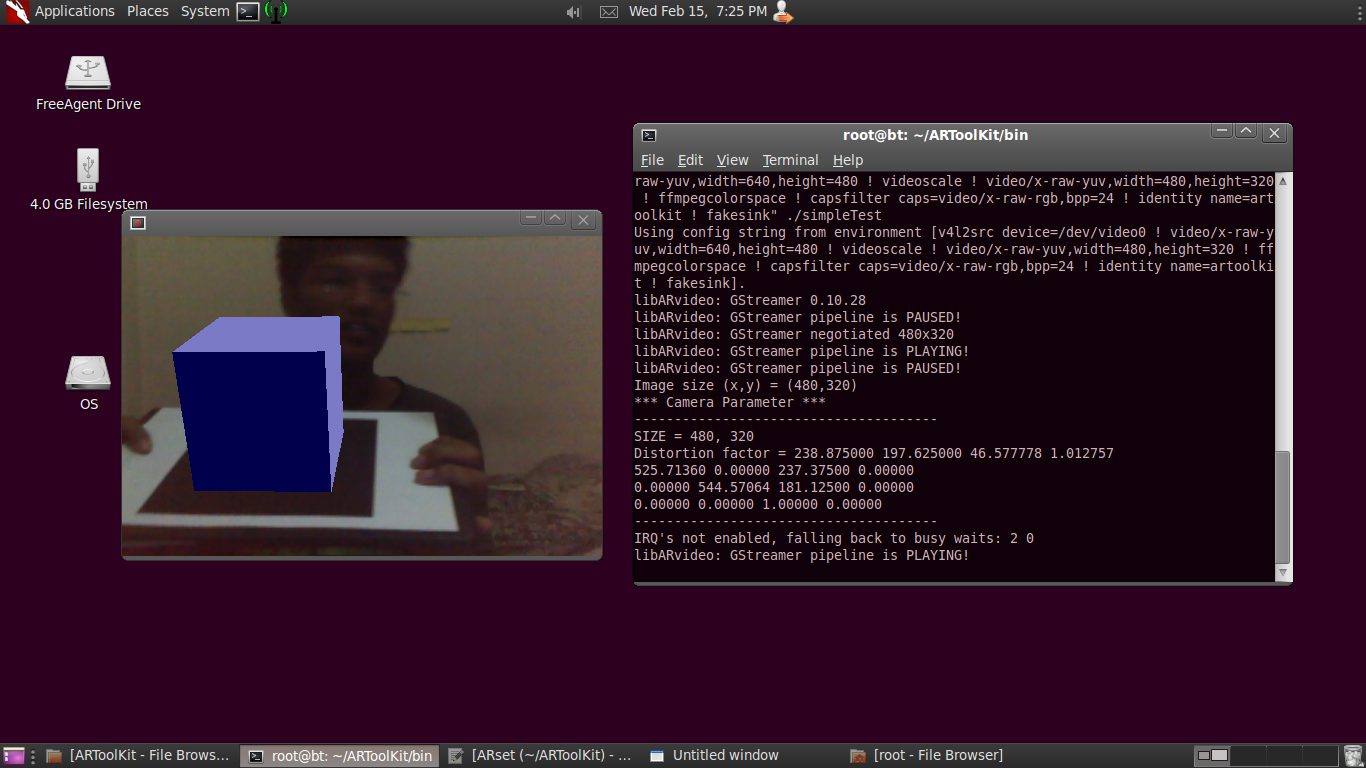 Applications Places System Wed Feb 15, 7:25 PM
FreeAgent Drive
4.0 GB Filesystem
OS
root@bt: ~/ARToolKit/bin
File Edit View Terminal Help
raw-yuv,width=640,height=480 ! videoscale ! video/x-raw-yuv,width=480,height=320
! ffmpegcolorspace ! capsfilter caps=video/x-raw-rgb,bpp=24 ! identity name=art
oolkit ! fakesink" ./simpleTest
Using config string from environment [v4l2src device=/dev/video0 ! video/x-raw-y
uv,width=640,height=480 ! videoscale ! video/x-raw-yuv,width=480,height=320 ! ff
mpegcolorspace ! capsfilter caps=video/x-raw-rgb,bpp=24 ! identity name=artoolki
t ! fakesink].
libARvideo: GStreamer 0.10.28
libARvideo: GStreamer pipeline is PAUSED!
libARvideo: GStreamer negotiated 480x320
libARvideo: GStreamer pipeline is PLAYING!
libARvideo: GStreamer pipeline is PAUSED!
Image size (x,y) = (480,320)
*** Camera Parameter ***
--------------------------------------
SIZE = 480, 320
Distortion factor = 238.875000 197.625000 46.577778 1.012757
525.71360 0.00000 237.37500 0.00000
0.00000 544.57064 181.12500 0.00000
0.00000 0.00000 1.00000 0.00000
--------------------------------------
IRQ's not enabled, falling back to busy waits: 2 0
libARvideo: GStreamer pipeline is PLAYING!
[ARToolKit - File Brows... root@bt: ~/ARToolKit/bin [ARset (~/ARToolKit) - ... Untitled window [root - File Browser]